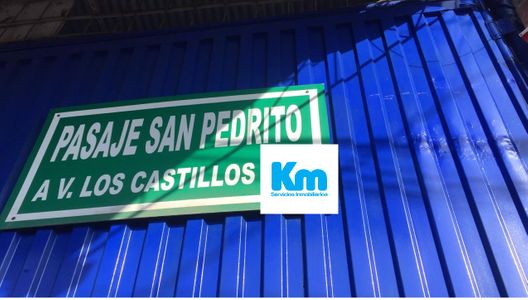 PASAJE SAN PEDRITO
A V. LOS CASTILLOS
Km
Servicios Inmobiliarios